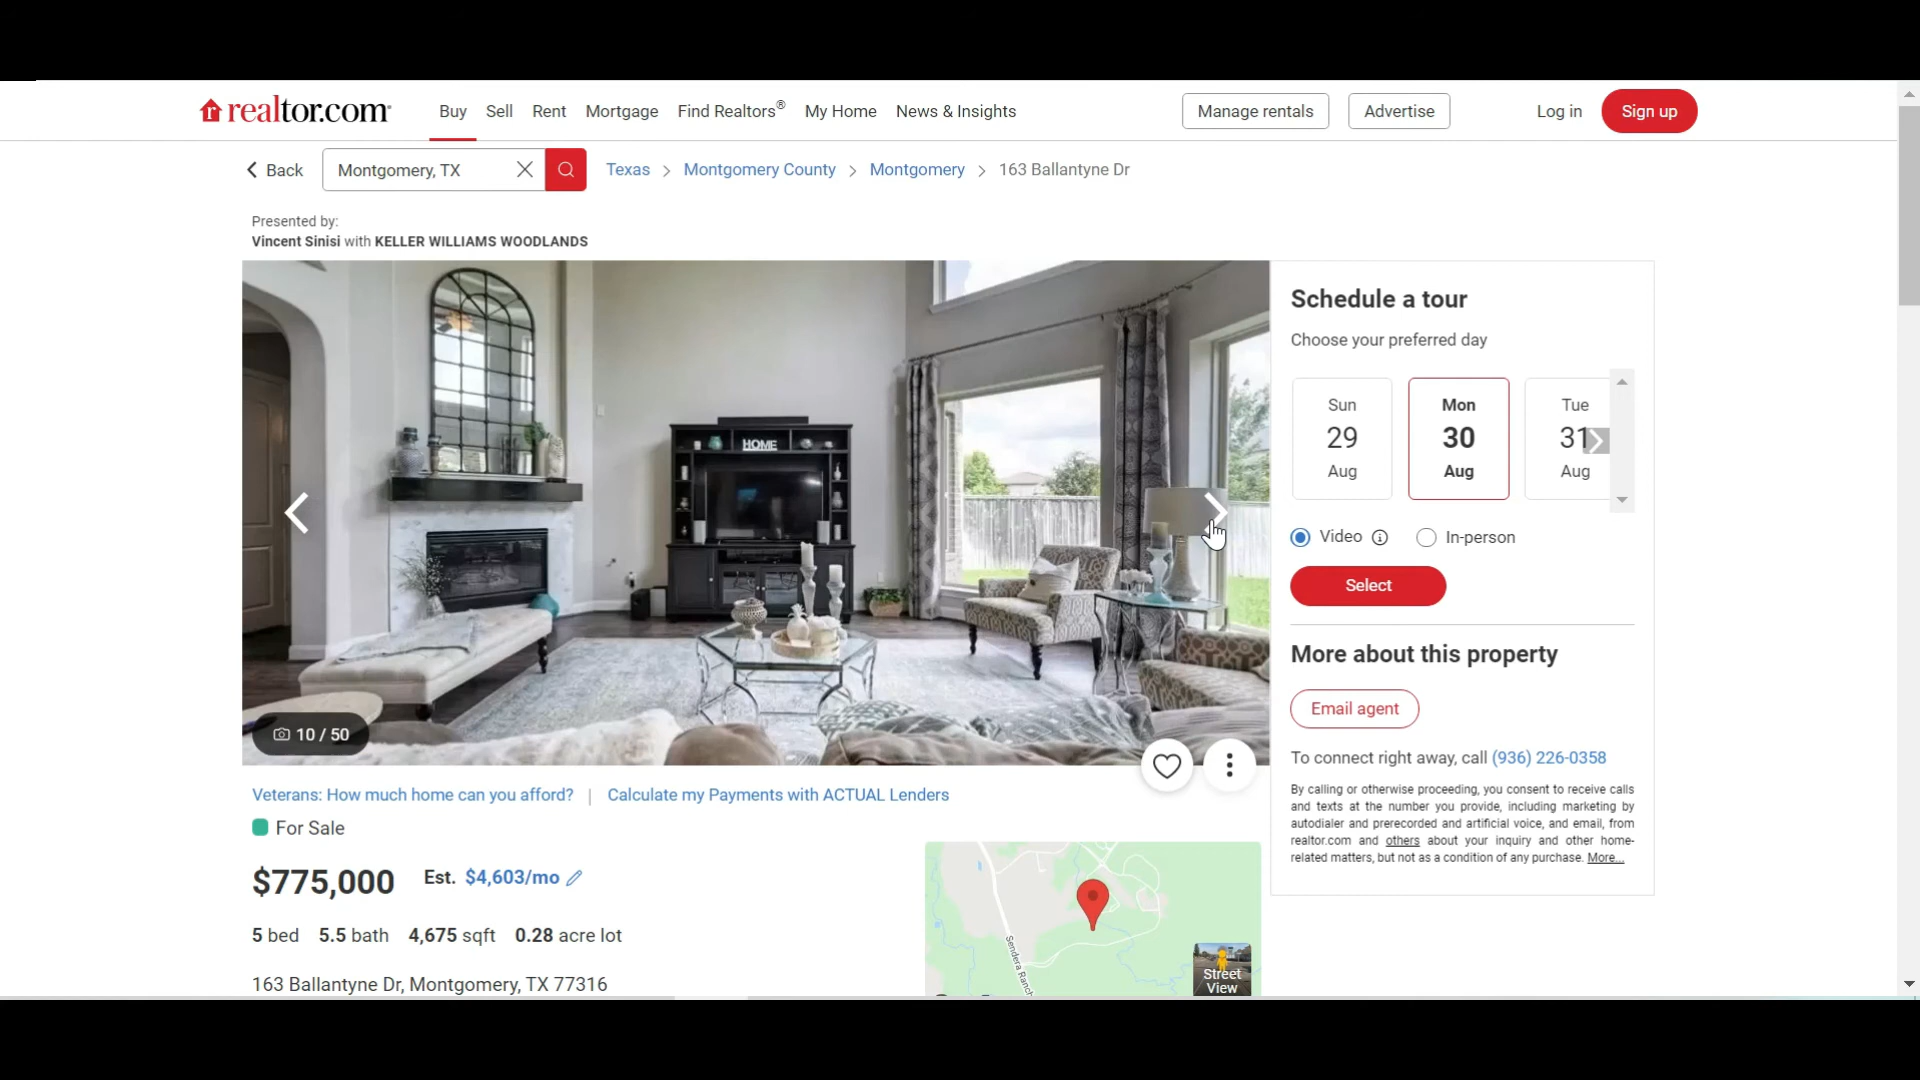 realtor.com
Buy Sell Rent Mortgage Find Realtors® My Home News & Insights
Manage rentals Advertise Log in Sign up
Back Montgomery, TX Texas > Montgomery County > Montgomery > 163 Ballantyne Dr
Presented by:
Vincent Sinisi with KELLER WILLIAMS WOODLANDS
HOME
10 / 50
Schedule a tour
Choose your preferred day
Sun Mon Tue
29 30 31
Aug Aug Aug
Video In-person
Select
More about this property
Email agent
To connect right away, call (936) 226-0358
By calling or otherwise proceeding, you consent to receive calls
and texts at the number you provide, including marketing by
autodialer and prerecorded and artificial voice, and email, from
realtor.com and others about your inquiry and other home-
related matters, but not as a condition of any purchase. More...
Veterans: How much home can you afford? | Calculate my Payments with ACTUAL Lenders
For Sale
$775,000 Est. $4,603/mo
5 bed 5.5 bath 4,675 sqft 0.28 acre lot
163 Ballantyne Dr, Montgomery, TX 77316
Sendera Ranch
Street
View